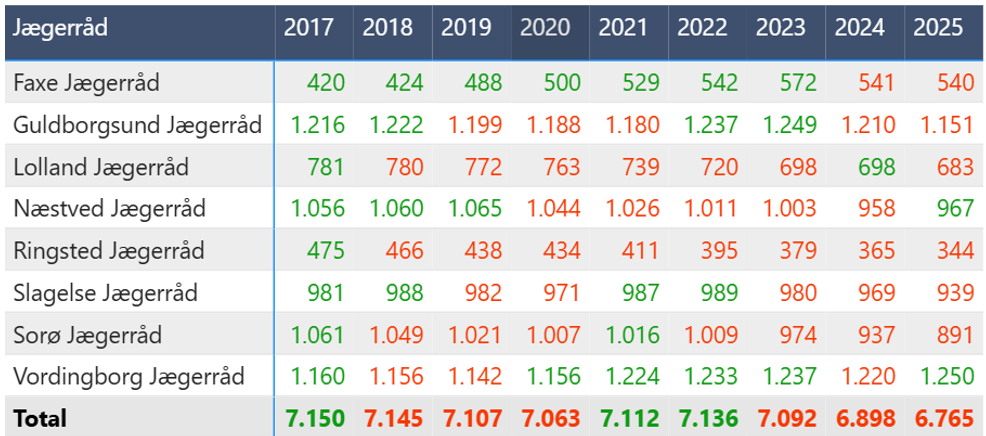 Jægerråd 2017 2018 2019 2020 2021 2022 2023 2024 2025
Faxe Jægerråd 420 424 488 500 529 542 572 541 540
Guldborgsund Jægerråd 1.216 1.222 1.199 1.188 1.180 1.237 1.249 1.210 1.151
Lolland Jægerråd 781 780 772 763 739 720 698 698 683
Næstved Jægerråd 1.056 1.060 1.065 1.044 1.026 1.011 1.003 958 967
Ringsted Jægerråd 475 466 438 434 411 395 379 365 344
Slagelse Jægerråd 981 988 982 971 987 989 980 969 939
Sorø Jægerråd 1.061 1.049 1.021 1.007 1.016 1.009 974 937 891
Vordingborg Jægerråd 1.160 1.156 1.142 1.156 1.224 1.233 1.237 1.220 1.250
Total 7.150 7.145 7.107 7.063 7.112 7.136 7.092 6.898 6.765